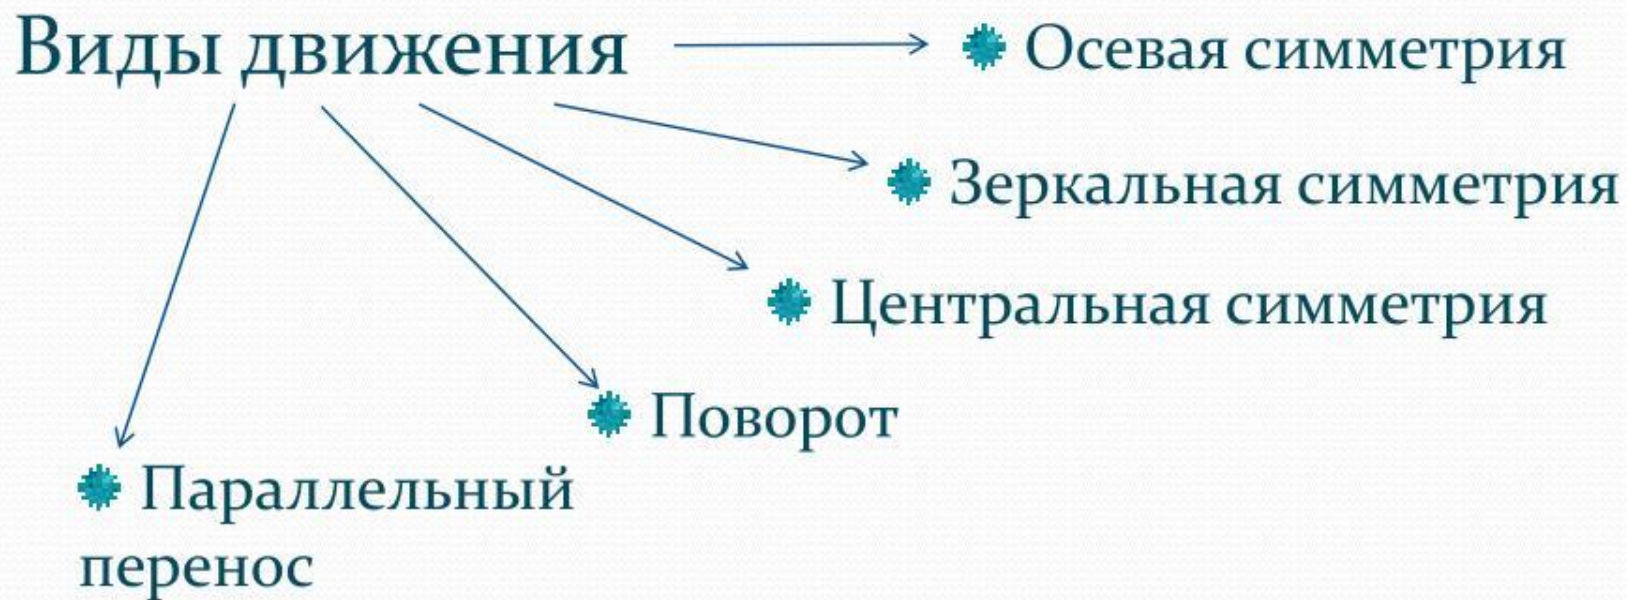 Виды движения
Осевая симметрия
Зеркальная симметрия
Центральная симметрия
Поворот
Параллельный
перенос